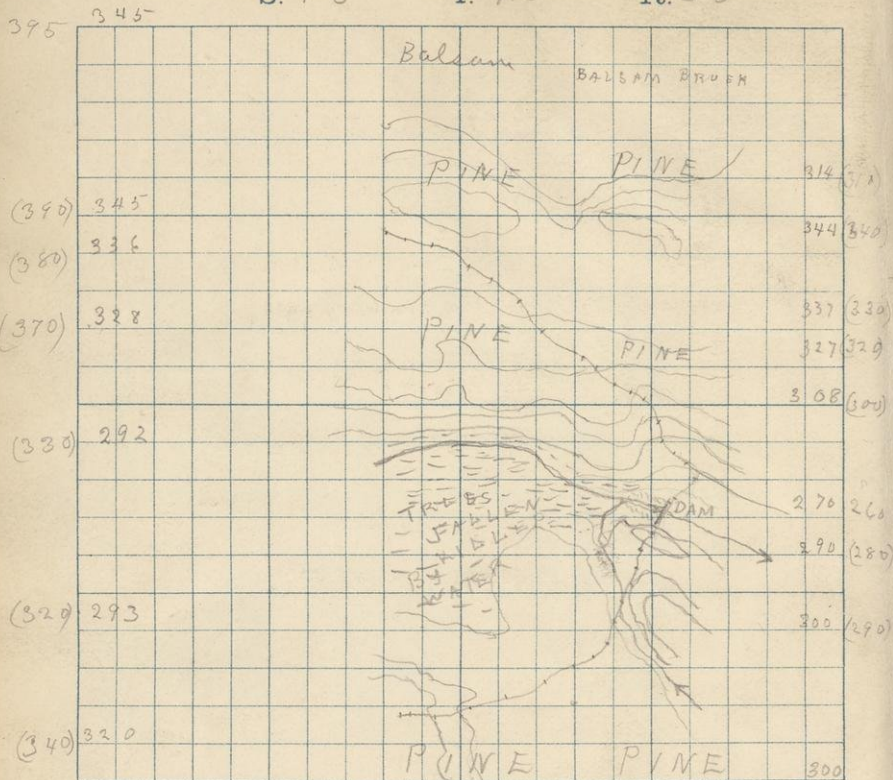 S. T. R.
395 345
Balsam
BALSAM BROOK
PINE PINE
314
(390) 345
344 (340)
(380) 336
337 (330)
(370) 328 PINE
PINE 327 (320)
308 (300)
(330) 292
270 260
TREES
FALLEN
DAM
290 (280)
BY
WATER
(320) 293
300 (290)
(340) 320
PINE PINE
300